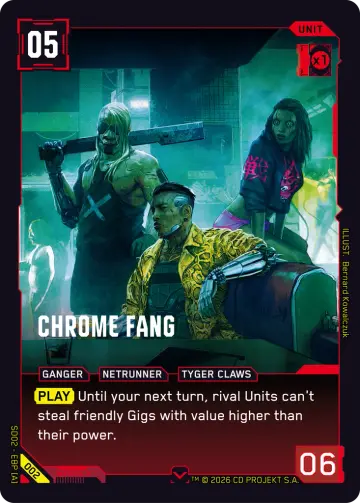 05
UNIT
x1
CHROME FANG
GANGER NETRUNNER TYGER CLAWS
PLAY Until your next turn, rival Units can't
steal friendly Gigs with value higher than
their power.
06
™ © 2026 CD PROJEKT S.A.
ILLUST. Bernard Kowalczuk
002